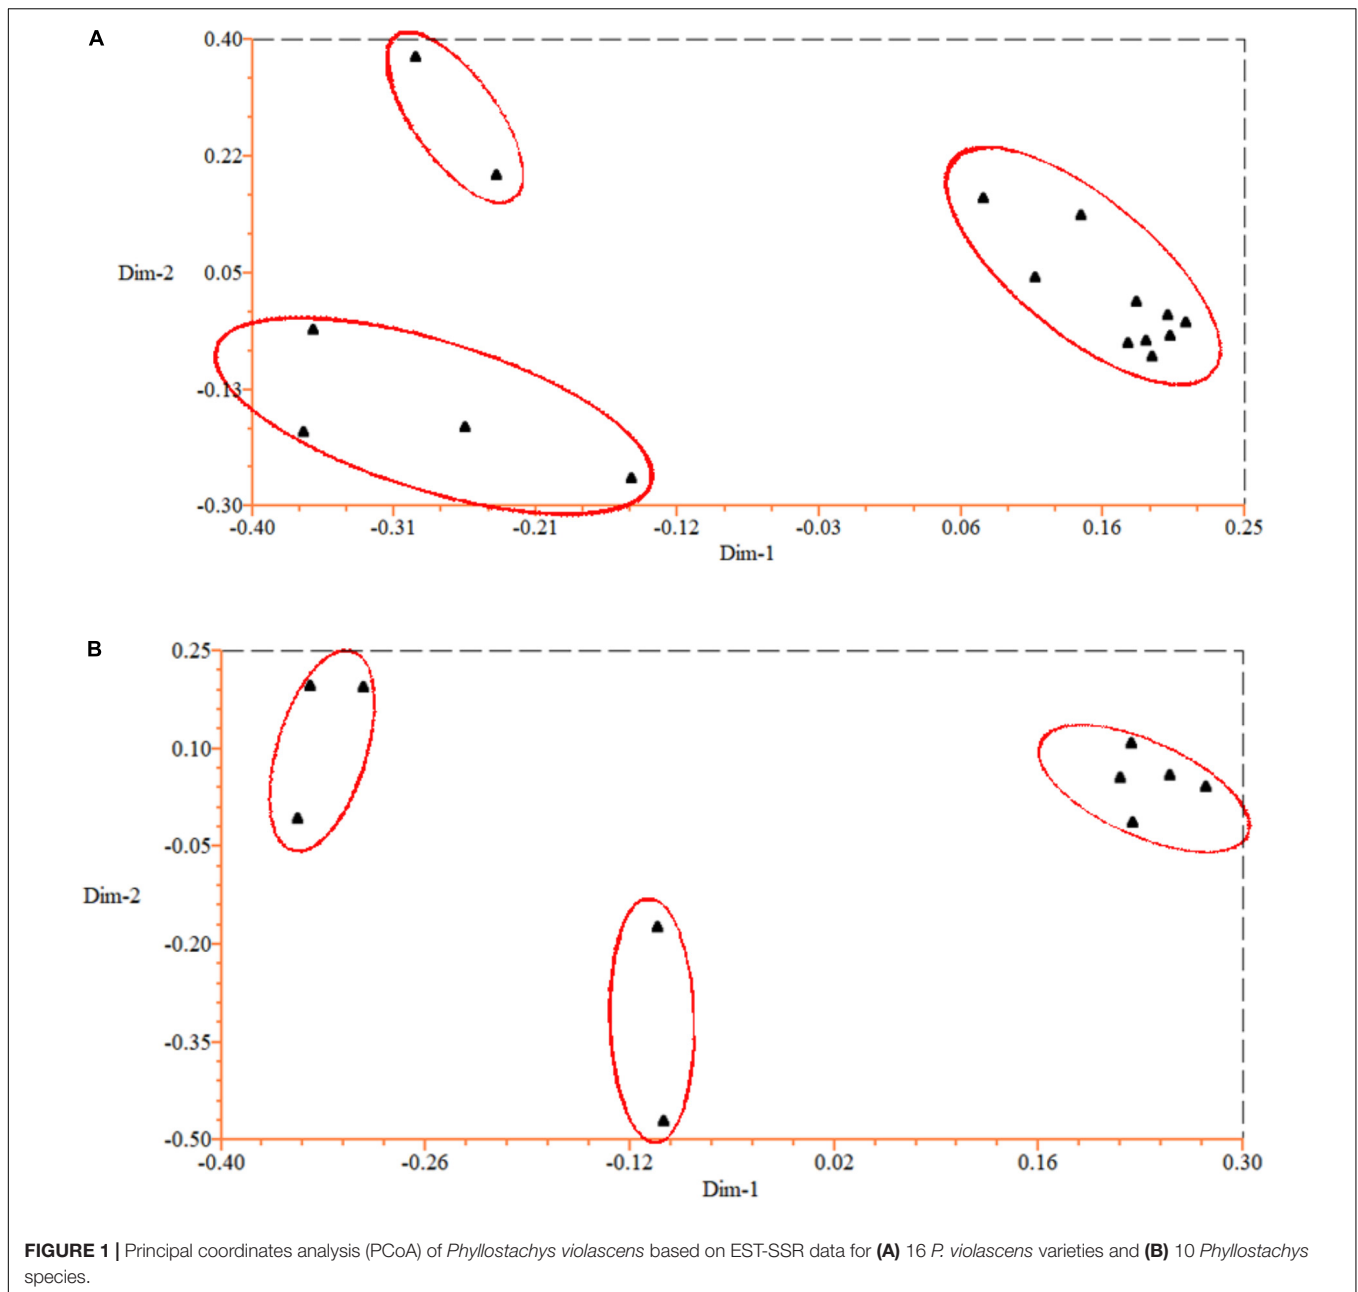 A
0.40
0.22
Dim-2 0.05
-0.13
-0.30
-0.40 -0.31 -0.21 -0.12 -0.03 0.06 0.16 0.25
Dim-1
B
0.25
0.10
-0.05
Dim-2
-0.20
-0.35
-0.50
-0.40 -0.26 -0.12 0.02 0.16 0.30
Dim-1
FIGURE 1 | Principal coordinates analysis (PCoA) of Phyllostachys violascens based on EST-SSR data for (A) 16 P. violascens varieties and (B) 10 Phyllostachys
species.